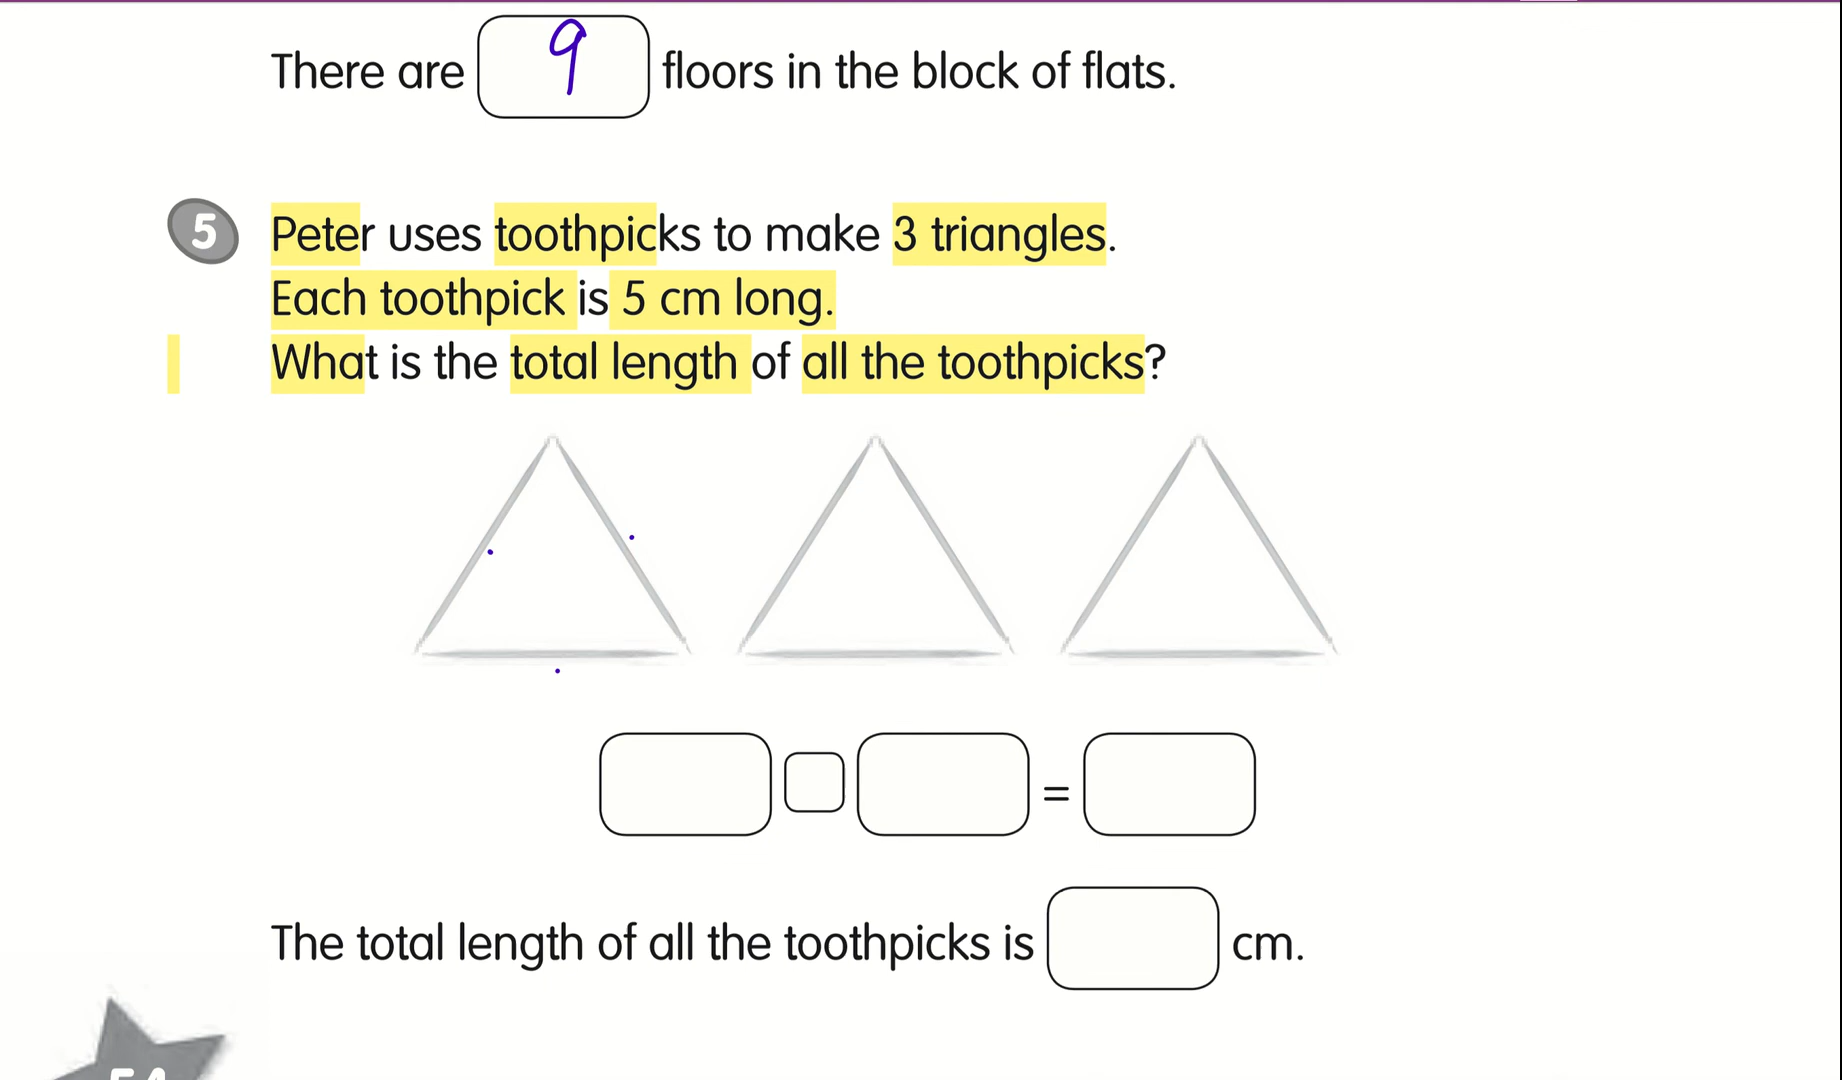 There are 9 floors in the block of flats.
5 Peter uses toothpicks to make 3 triangles.
Each toothpick is 5 cm long.
What is the total length of all the toothpicks?
=
The total length of all the toothpicks is cm.